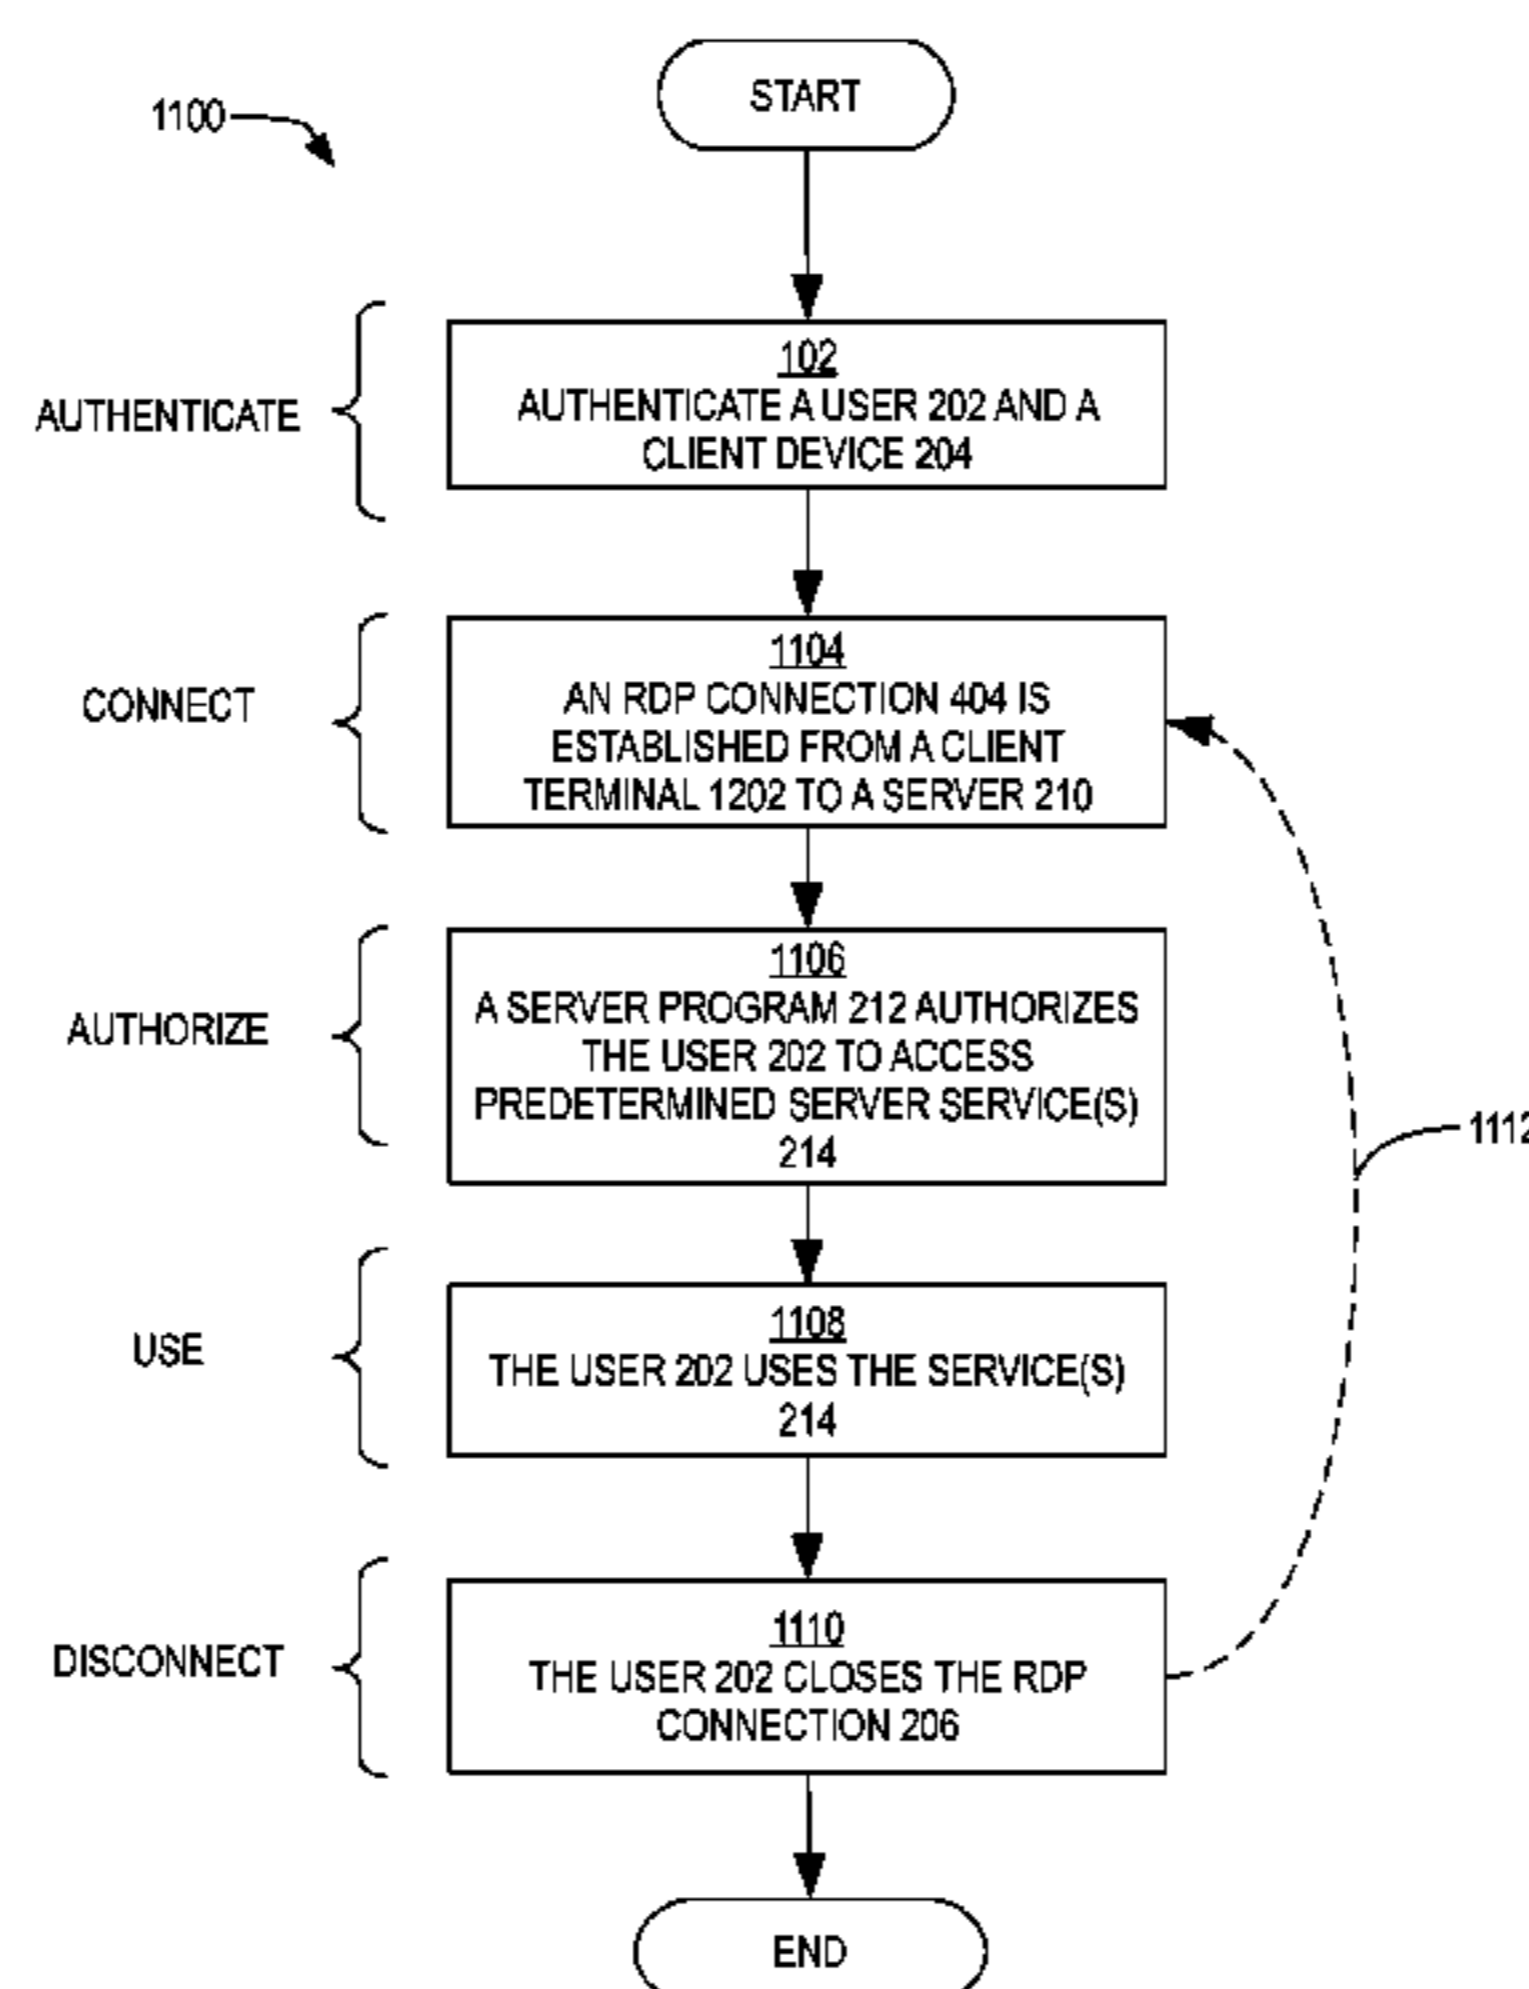 START
1100
102
AUTHENTICATE A USER 202 AND A
CLIENT DEVICE 204
AUTHENTICATE
1104
AN RDP CONNECTION 404 IS
ESTABLISHED FROM A CLIENT
TERMINAL 1202 TO A SERVER 210
CONNECT
1106
A SERVER PROGRAM 212 AUTHORIZES
THE USER 202 TO ACCESS
PREDETERMINED SERVER SERVICE(S)
214
AUTHORIZE
1112
1108
THE USER 202 USES THE SERVICE(S)
214
USE
1110
THE USER 202 CLOSES THE RDP
CONNECTION 206
DISCONNECT
END